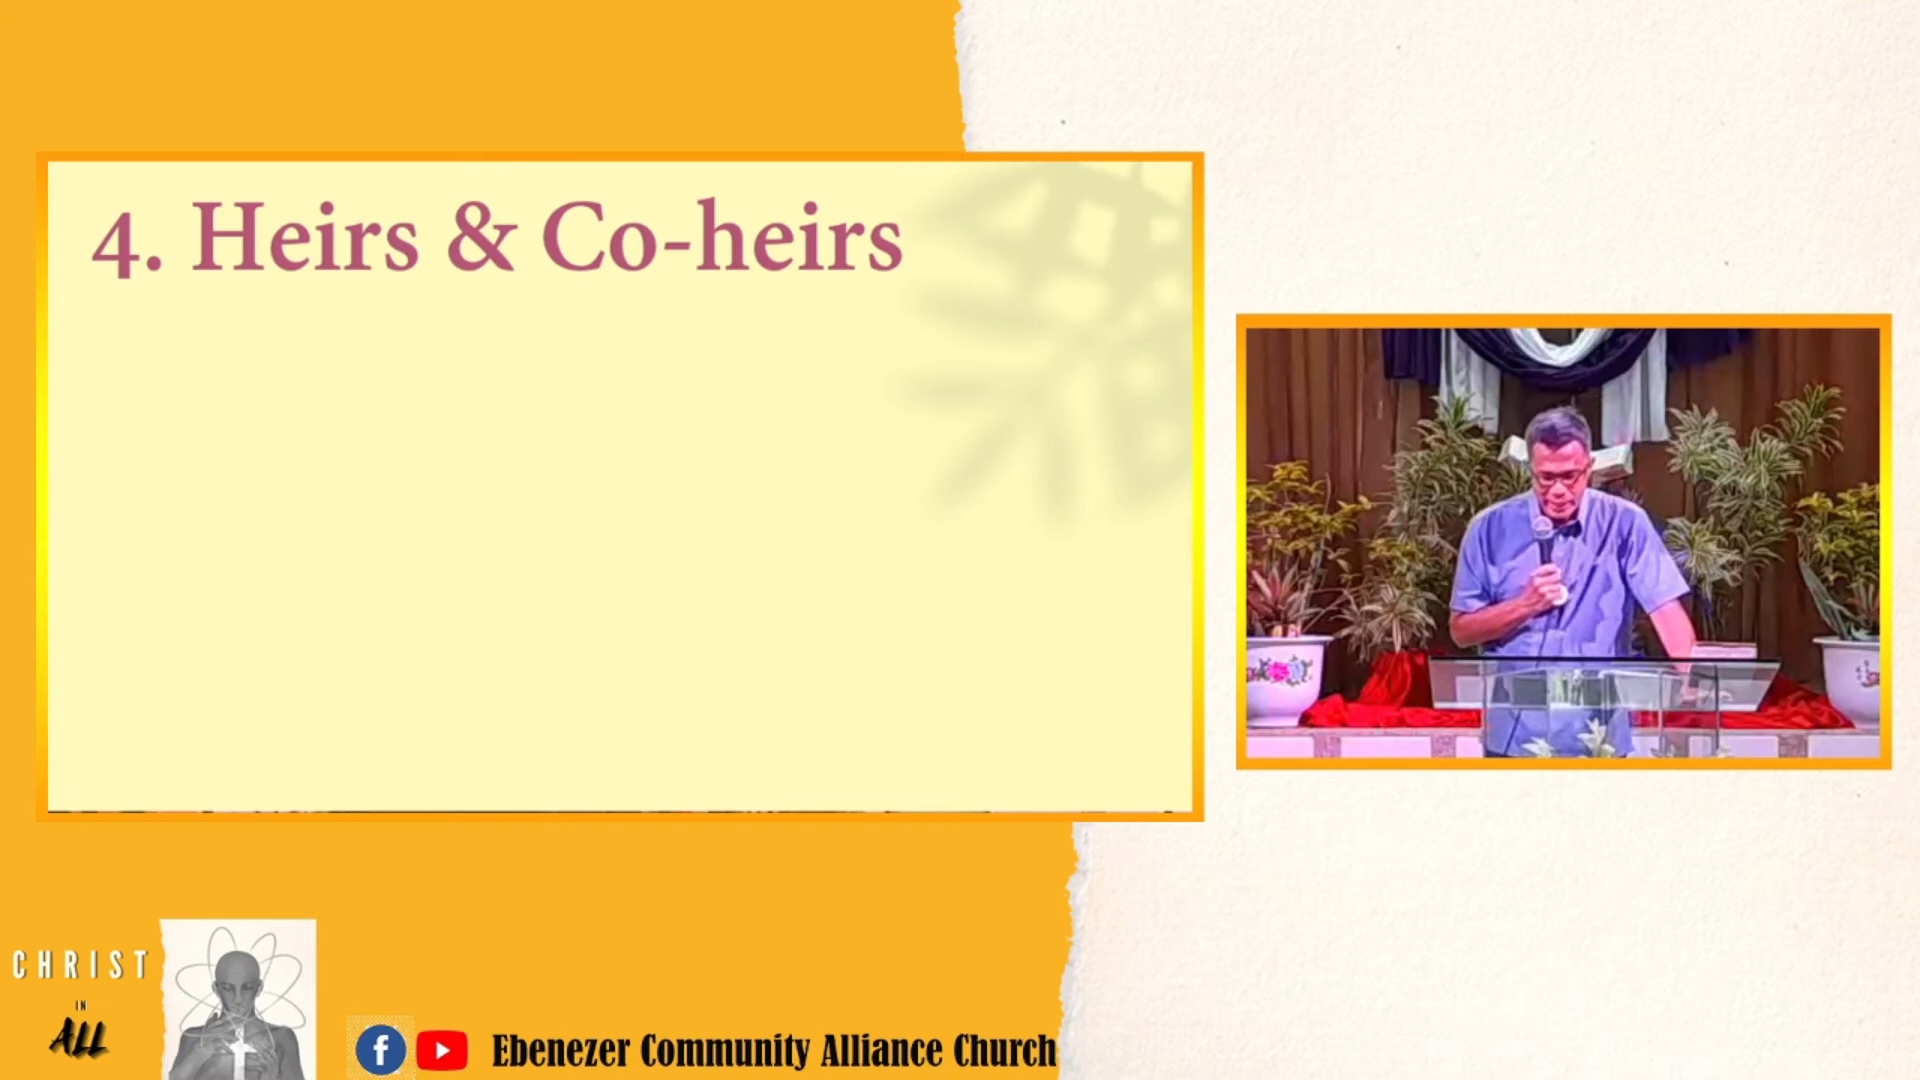 4. Heirs & Co-heirs
CHRIST
IN
ALL
Ebenezer Community Alliance Church